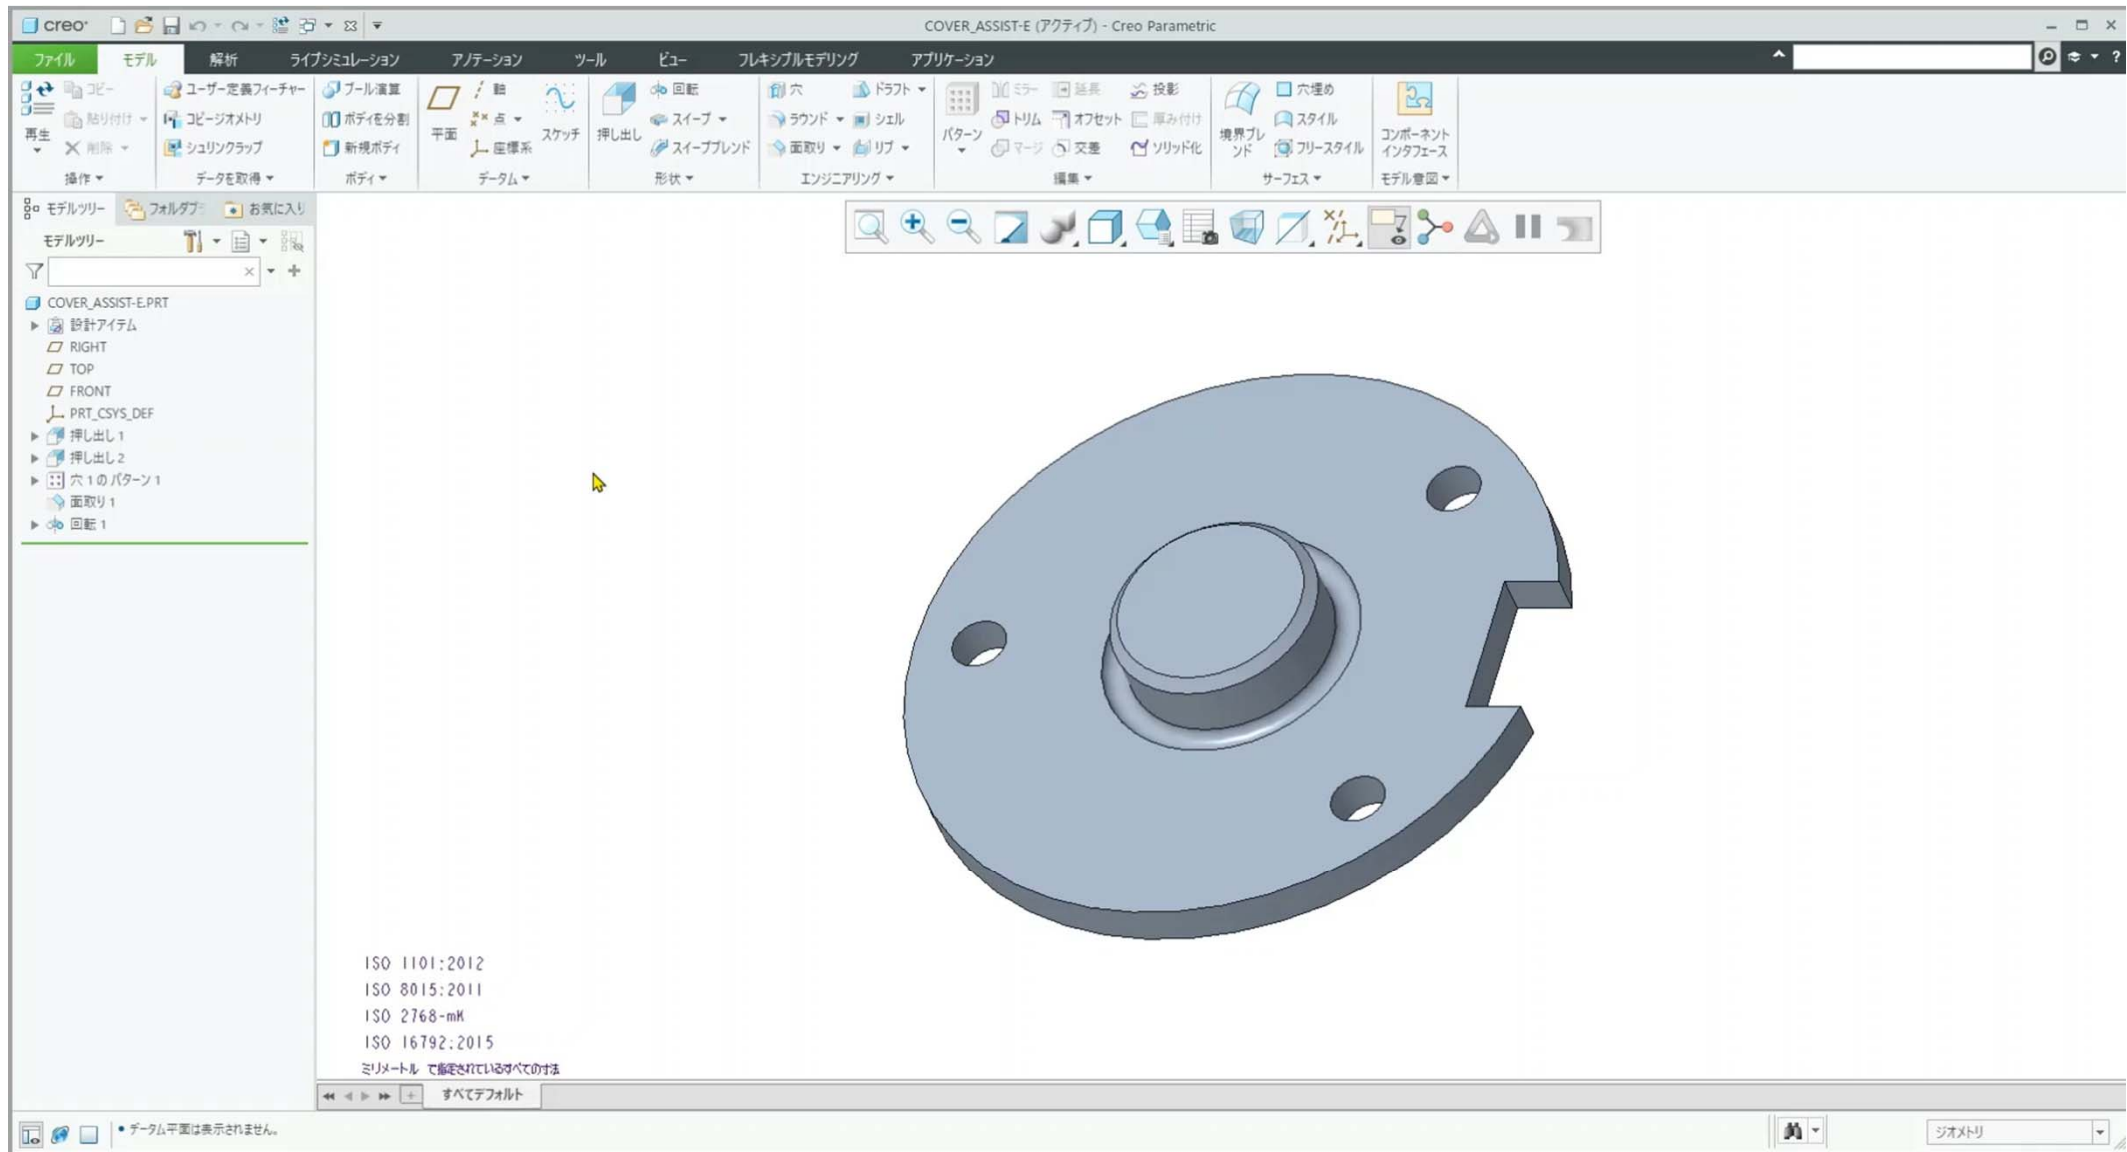 creo
COVER_ASSIST-E (アクティブ) - Creo Parametric
ファイル モデル 解析 ライブシミュレーション アノテーション ツール ビュー フレキシブルモデリング アプリケーション
再生
コピー
貼り付け
削除
操作
ユーザー定義フィーチャー
コピージオメトリ
シュリンクラップ
データを取得
ブール演算
ボディを分割
新規ボディ
ボディ
平面
軸
点
座標系
スケッチ
データム
押し出し
回転
スイープ
スイープブレンド
形状
穴
ラウンド
面取り
ドラフト
シェル
リブ
エンジニアリング
パターン
ミラー
トリム
マージ
延長
オフセット
交差
投影
厚み付け
ソリッド化
編集
境界ブレ
ンド
穴埋め
スタイル
フリースタイル
サーフェス
コンポーネント
インタフェース
モデル意図
モデルツリー フォルダブラ お気に入り
モデルツリー
COVER_ASSIST-E.PRT
設計アイテム
RIGHT
TOP
FRONT
PRT_CSYS_DEF
押し出し 1
押し出し 2
穴 1 のパターン 1
面取り 1
回転 1
ISO 1101:2012
ISO 8015:2011
ISO 2768-mK
ISO 16792:2015
ミリメートル で指定されているすべての寸法
すべてデフォルト
• データム平面は表示されません。
ジオメトリ